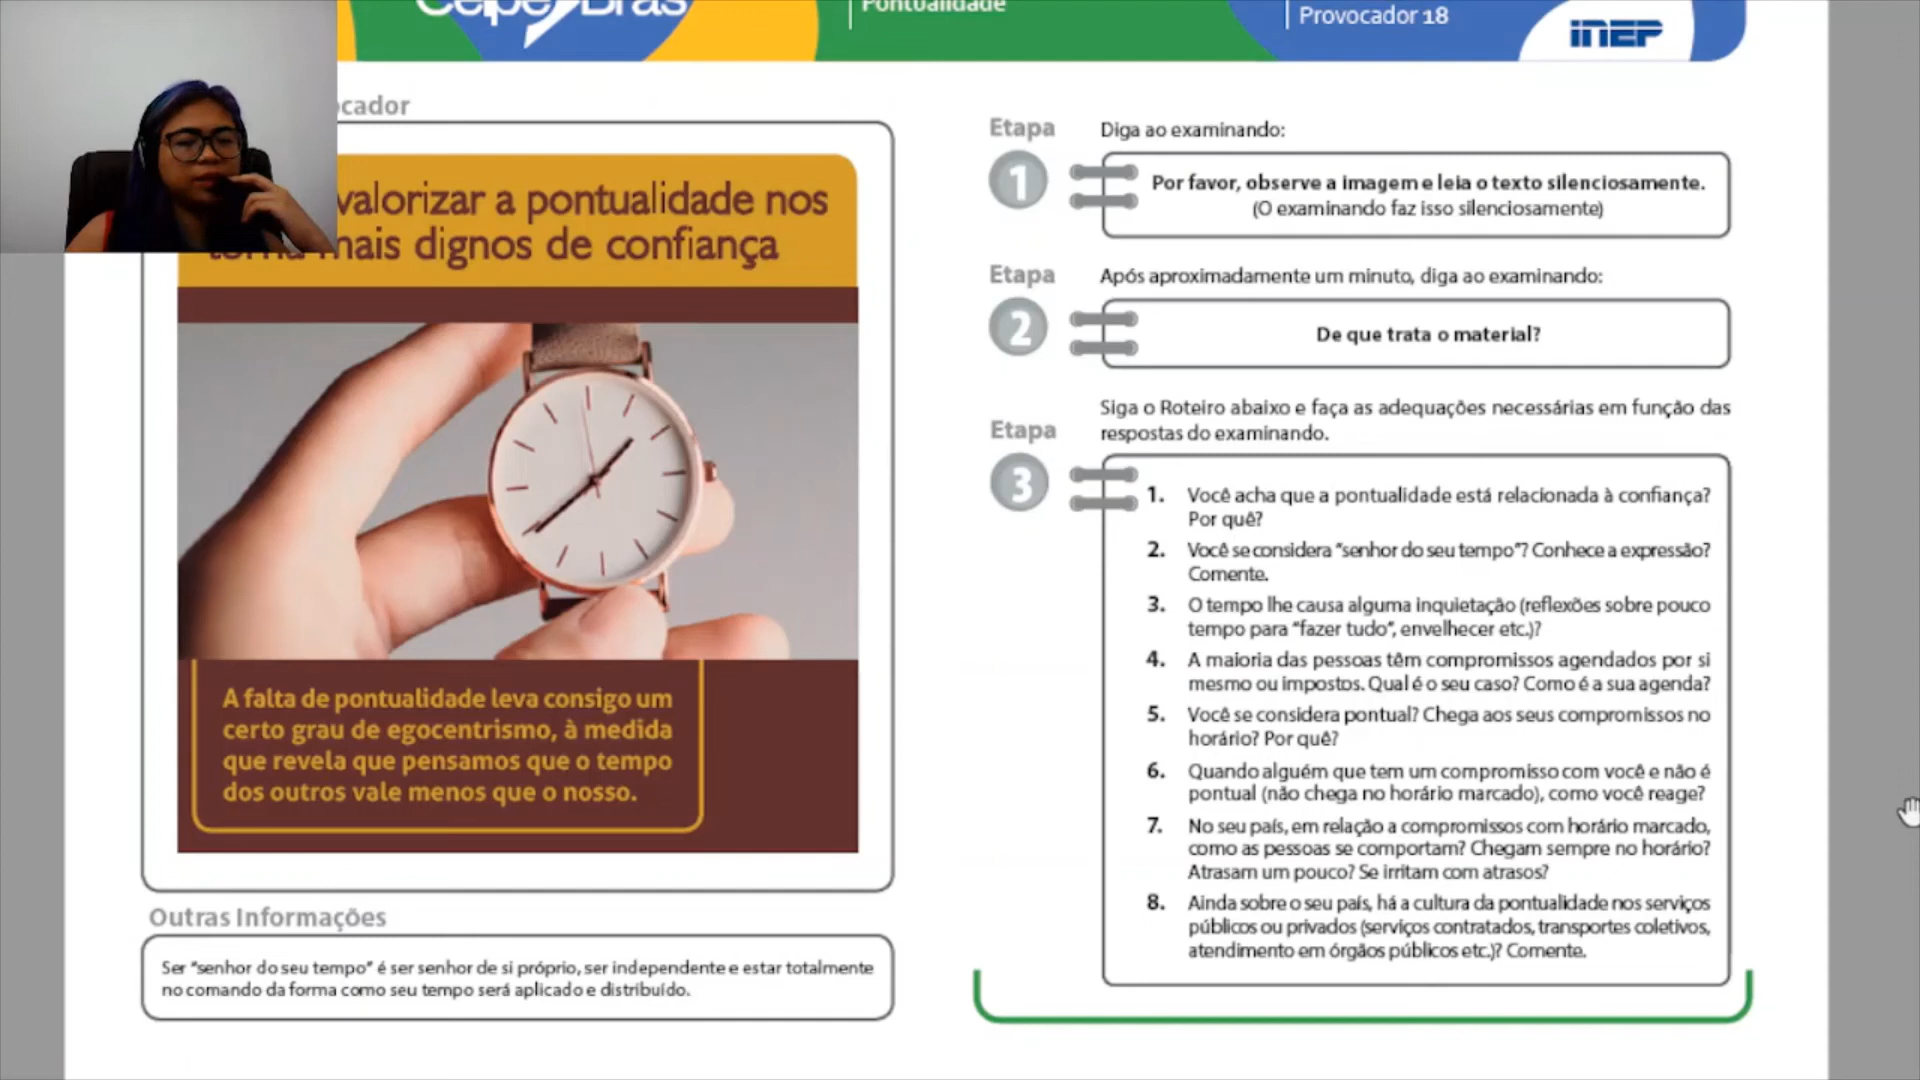 CelpeBras
Pontualidade
Provocador 18
INEP
valorizar a pontualidade nos
mais dignos de confiança
A falta de pontualidade leva consigo um
certo grau de egocentrismo, à medida
que revela que pensamos que o tempo
dos outros vale menos que o nosso.
Outras Informações
Ser "senhor do seu tempo" é ser senhor de si próprio, ser independente e estar totalmente
no comando da forma como seu tempo será aplicado e distribuído.
Etapa
1
Diga ao examinando:
Por favor, observe a imagem e leia o texto silenciosamente.
(O examinando faz isso silenciosamente)
Etapa
2
Após aproximadamente um minuto, diga ao examinando:
De que trata o material?
Etapa
3
Siga o Roteiro abaixo e faça as adequações necessárias em função das
respostas do examinando.
1. Você acha que a pontualidade está relacionada à confiança?
Por quê?
2. Você se considera "senhor do seu tempo"? Conhece a expressão?
Comente.
3. O tempo lhe causa alguma inquietação (reflexões sobre pouco
tempo para "fazer tudo", envelhecer etc.)?
4. A maioria das pessoas têm compromissos agendados por si
mesmo ou impostos. Qual é o seu caso? Como é a sua agenda?
5. Você se considera pontual? Chega aos seus compromissos no
horário? Por quê?
6. Quando alguém que tem um compromisso com você e não é
pontual (não chega no horário marcado), como você reage?
7. No seu país, em relação a compromissos com horário marcado,
como as pessoas se comportam? Chegam sempre no horário?
Atrasam um pouco? Se irritam com atrasos?
8. Ainda sobre o seu país, há a cultura da pontualidade nos serviços
públicos ou privados (serviços contratados, transportes coletivos,
atendimento em órgãos públicos etc.)? Comente.